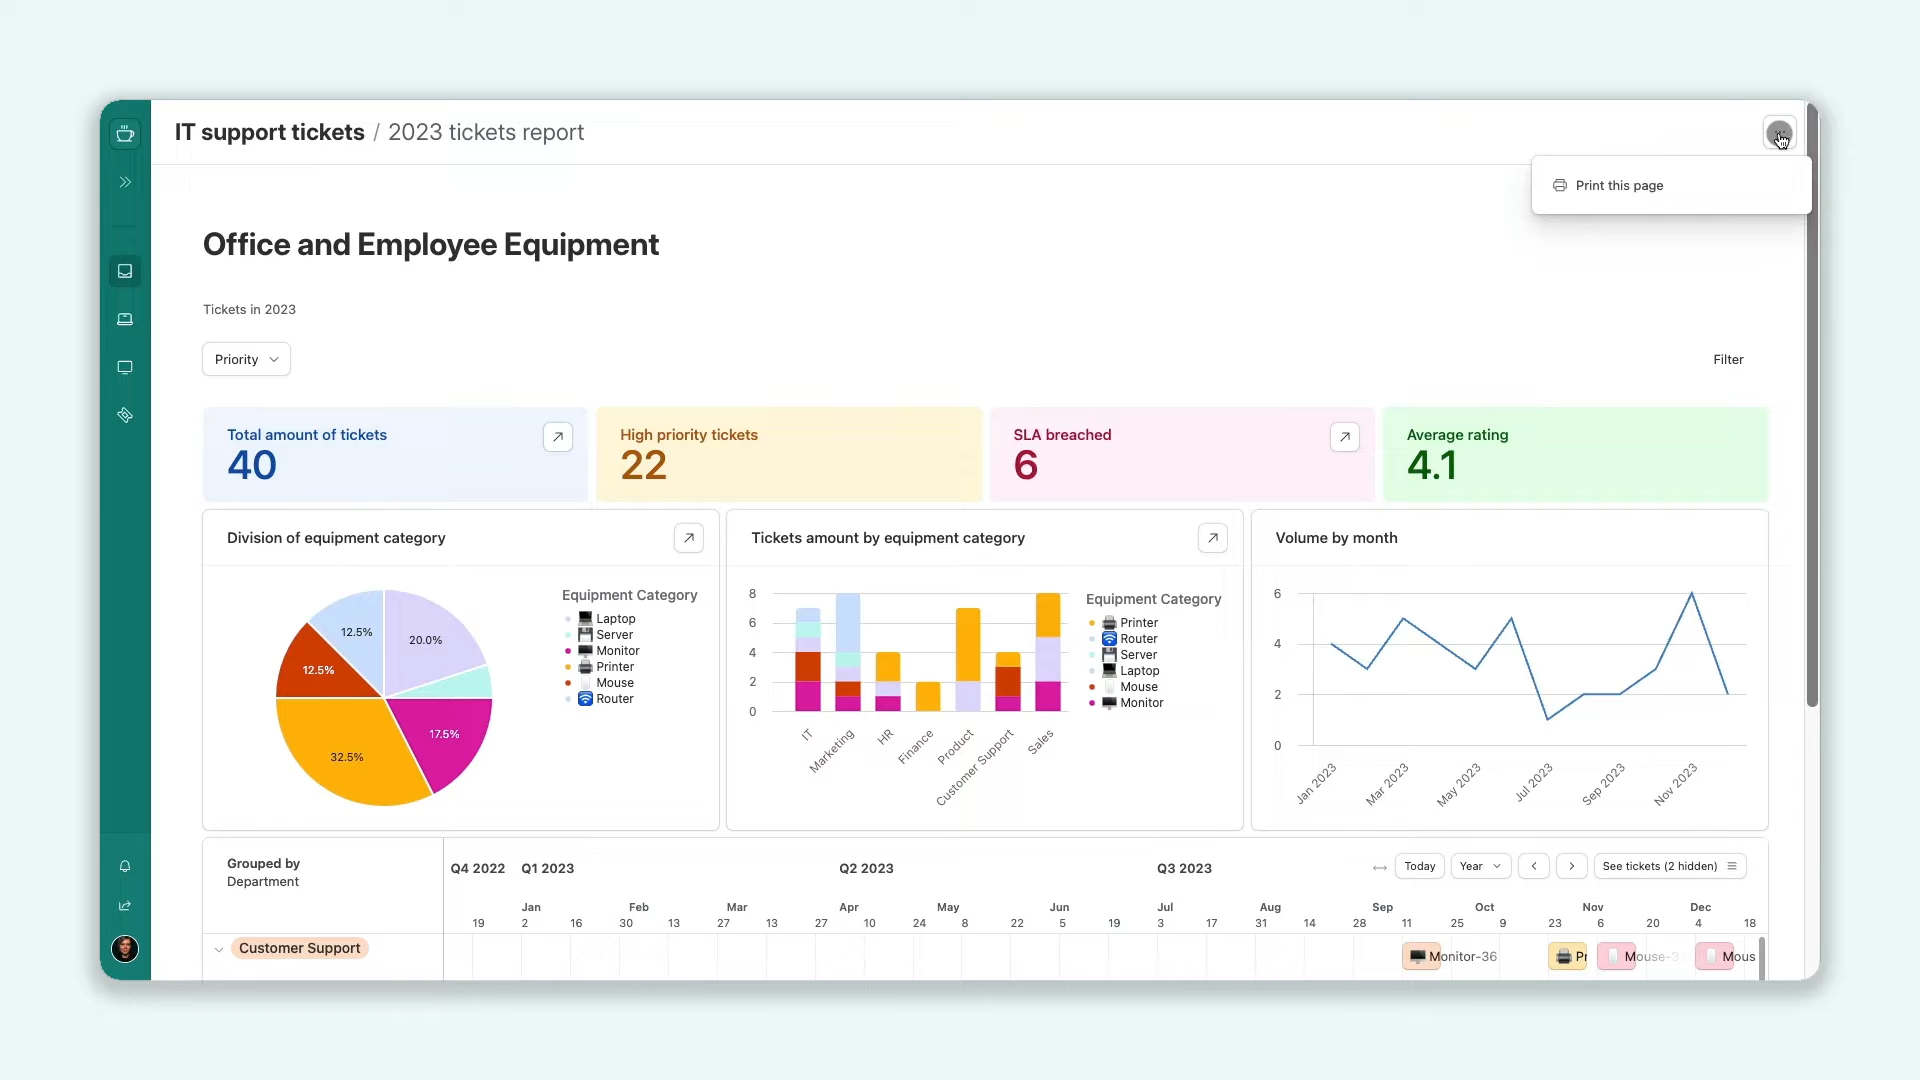 IT support tickets / 2023 tickets report
Print this page
Office and Employee Equipment
Tickets in 2023
Priority
Filter
Total amount of tickets
40
High priority tickets
22
SLA breached
6
Average rating
4.1
Division of equipment category
12.5%
20.0%
12.5%
17.5%
32.5%
Equipment Category
Laptop
Server
Monitor
Printer
Mouse
Router
Tickets amount by equipment category
8
6
4
2
0
IT
Marketing
HR
Finance
Product
Customer Support
Sales
Equipment Category
Printer
Router
Server
Laptop
Mouse
Monitor
Volume by month
6
4
2
0
Jan 2023
Mar 2023
May 2023
Jul 2023
Sep 2023
Nov 2023
Grouped by
Department
Q4 2022 Q1 2023 Q2 2023 Q3 2023
Today
Year
See tickets (2 hidden)
Jan Feb Mar Apr May Jun Jul Aug Sep Oct Nov Dec
19 2 16 30 13 27 13 27 10 24 8 22 5 19 3 17 31 14 28 11 25 9 23 6 20 4 18
Customer Support
Monitor-36
Pr
Mouse-3
Mous